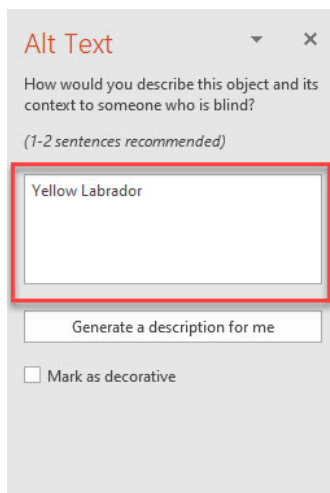 Alt Text
How would you describe this object and its
context to someone who is blind?
(1-2 sentences recommended)
Yellow Labrador
Generate a description for me
Mark as decorative